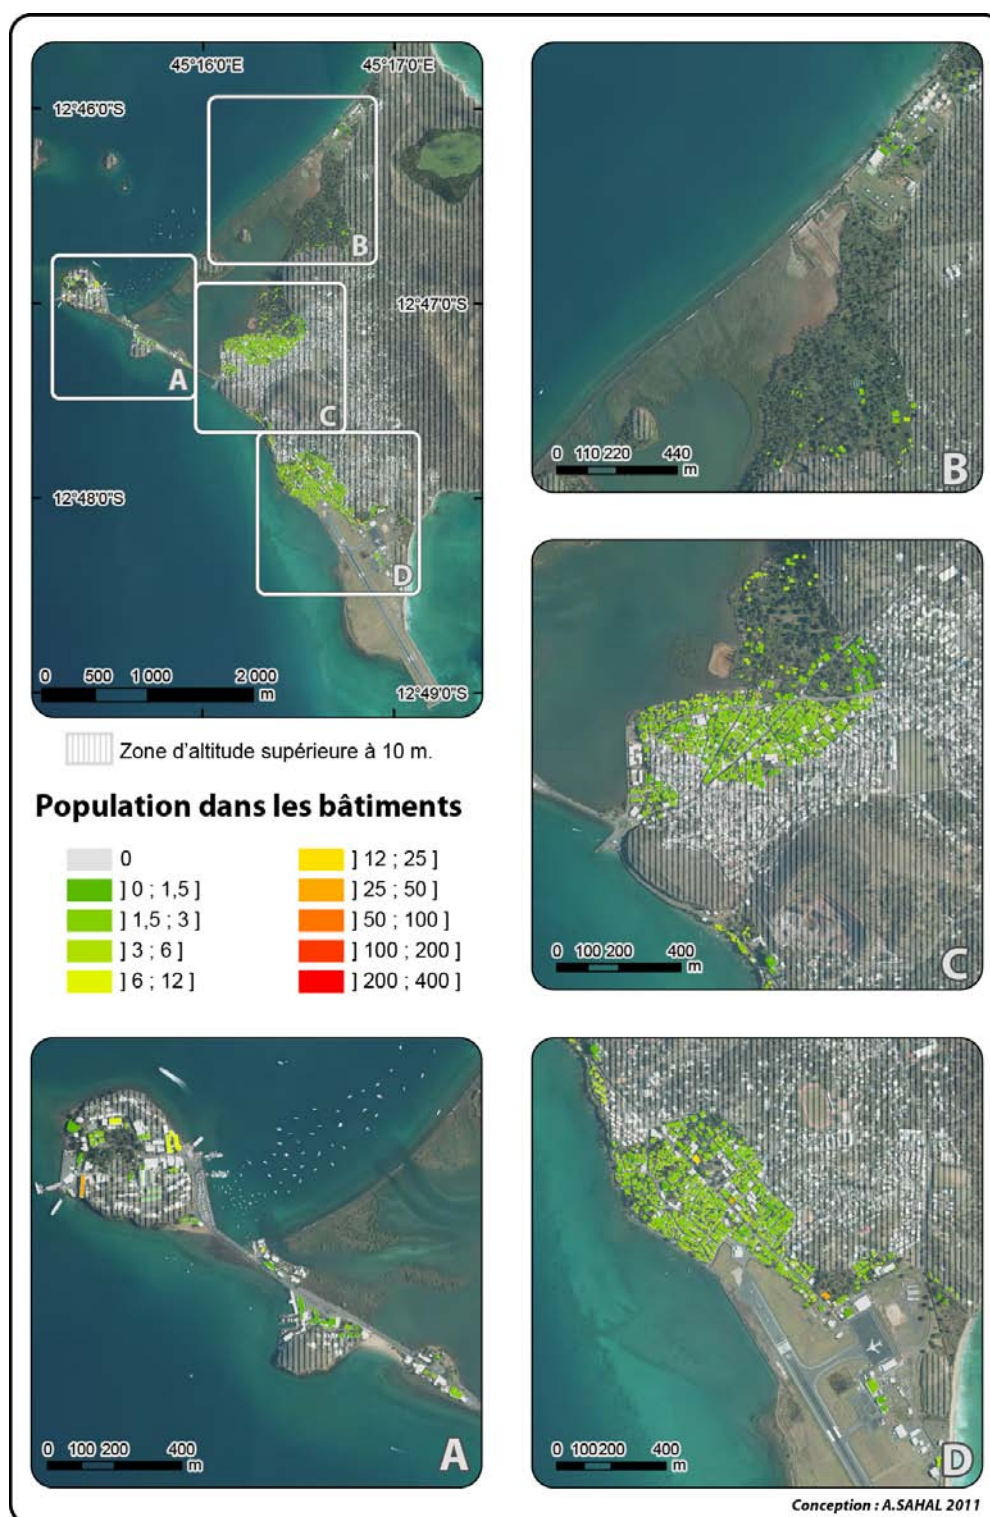 45°16'0"E
45°17'0"E
12°46'0"S
B
12°47'0"S
A
C
12°48'0"S
D
0 500 1 000 2 000
m
12°49'0"S
0 110 220 440
m
B
Zone d'altitude supérieure à 10 m.
Population dans les bâtiments
0
] 0 ; 1,5 ]
] 1,5 ; 3 ]
] 3 ; 6 ]
] 6 ; 12 ]
] 12 ; 25 ]
] 25 ; 50 ]
] 50 ; 100 ]
] 100 ; 200 ]
] 200 ; 400 ]
0 100 200 400
m
C
0 100 200 400
m
A
0 100200 400
m
D
Conception : A.SAHAL 2011